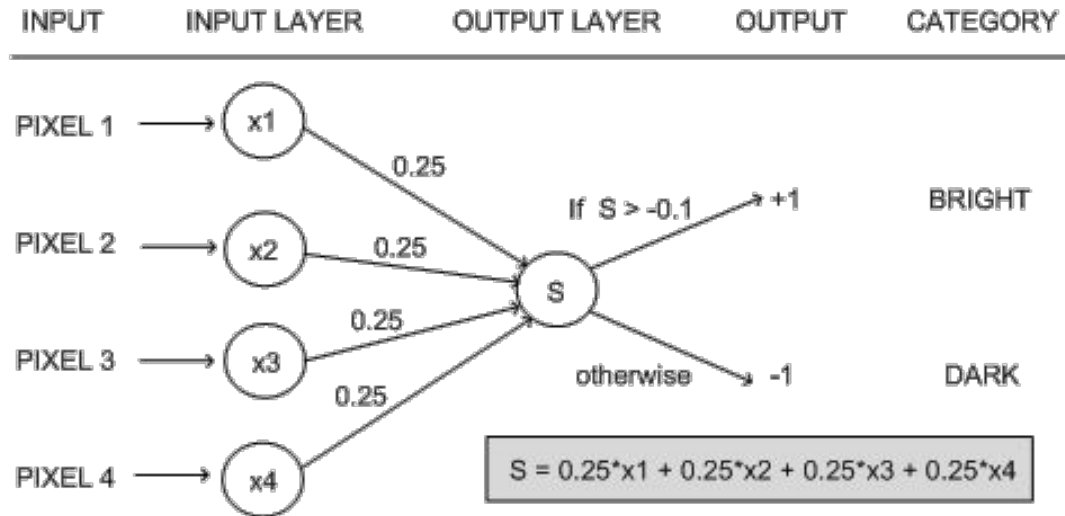 INPUT INPUT LAYER OUTPUT LAYER OUTPUT CATEGORY
PIXEL 1 x1
0.25
If S > -0.1 +1 BRIGHT
PIXEL 2 x2 0.25
S
0.25
PIXEL 3 x3
otherwise -1 DARK
0.25
PIXEL 4 x4
S = 0.25*x1 + 0.25*x2 + 0.25*x3 + 0.25*x4